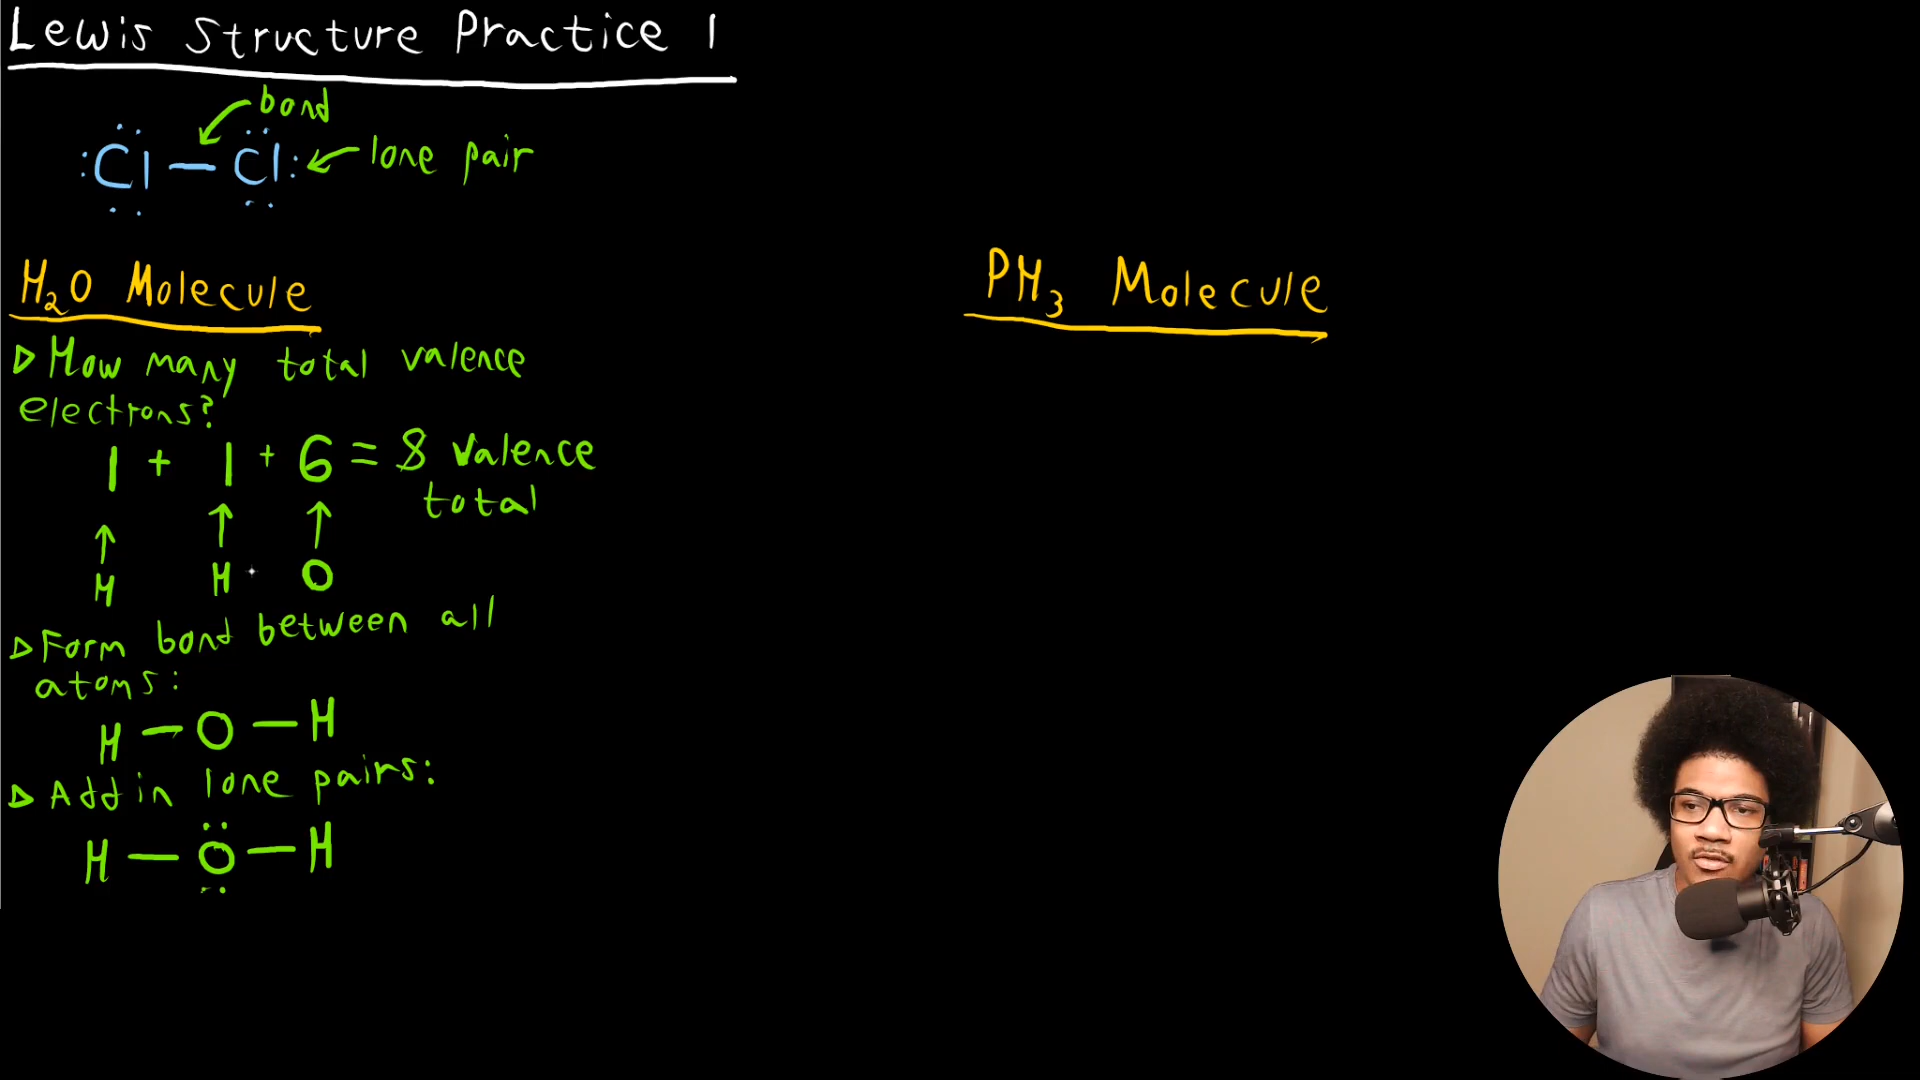 Lewis Structure Practice 1
bond
:Cl — Cl: lone pair
H₂O Molecule
▷ How many total valence
electrons?
1 + 1 + 6 = 8 valence
total
↑ ↑ ↑
H H O
▷ Form bond between all
atoms:
H — O — H
▷ Add in lone pairs:
H — O — H
PH₃ Molecule